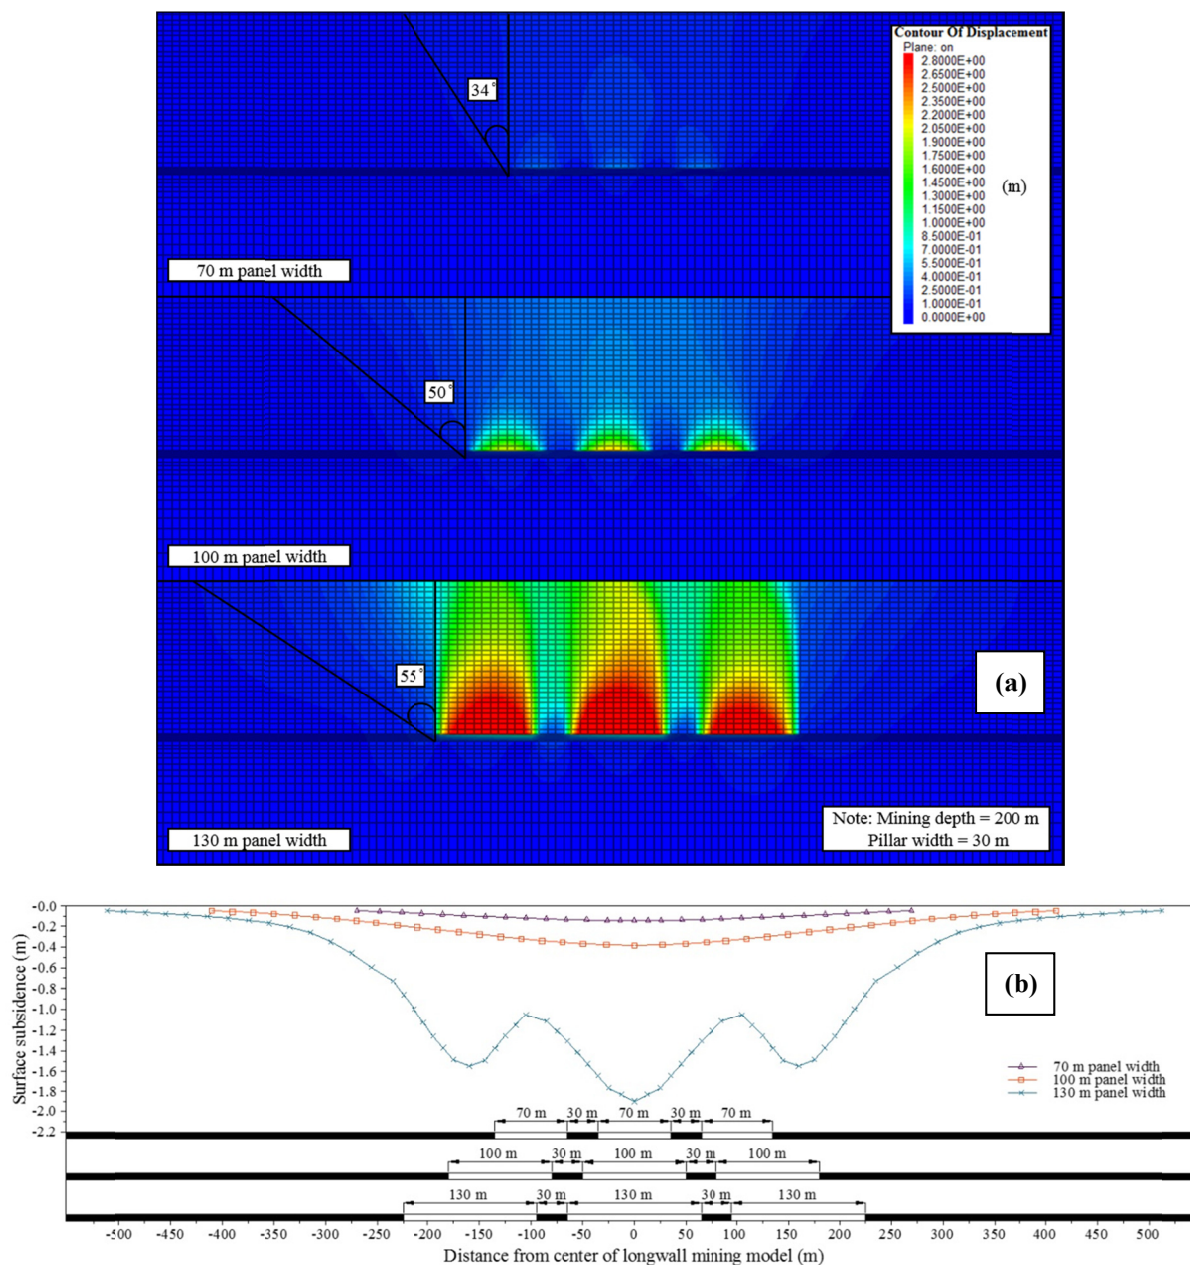 Contour Of Displacement
Plane: on
2.8000E+00
2.6500E+00
2.5000E+00
2.3500E+00
2.2000E+00
2.0500E+00
1.9000E+00
1.7500E+00
1.6000E+00
1.4500E+00
1.3000E+00
1.1500E+00
1.0000E+00
8.5000E-01
7.0000E-01
5.5000E-01
4.0000E-01
2.5000E-01
1.0000E-01
0.0000E+00
(m)
34°
70 m panel width
50°
100 m panel width
55°
(a)
130 m panel width
Note: Mining depth = 200 m
Pillar width = 30 m
Surface subsidence (m)
-0.0
-0.2
-0.4
-0.6
-0.8
-1.0
-1.2
-1.4
-1.6
-1.8
-2.0
-2.2
(b)
70 m panel width
100 m panel width
130 m panel width
70 m 30 m 70 m 30 m 70 m
100 m 30 m 100 m 30 m 100 m
130 m 30 m 130 m 30 m 130 m
-500 -450 -400 -350 -300 -250 -200 -150 -100 -50 0 50 100 150 200 250 300 350 400 450 500
Distance from center of longwall mining model (m)